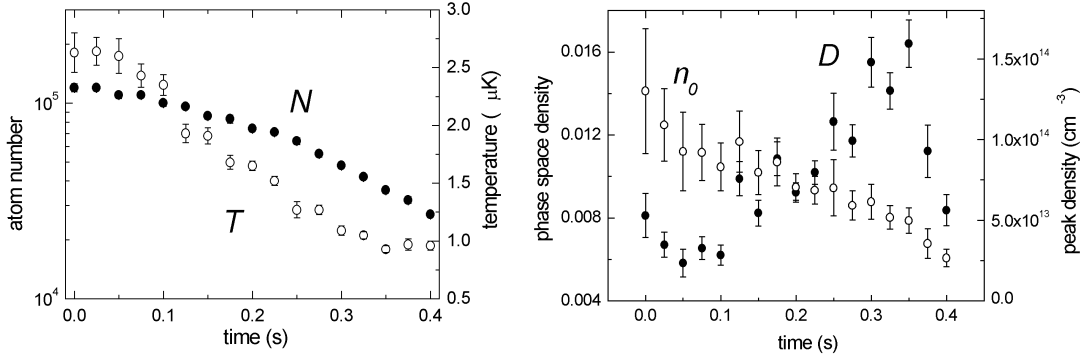 10^5
10^4
atom number
0.0 0.1 0.2 0.3 0.4
time (s)
3.0
2.5
2.0
1.5
1.0
0.5
temperature ( μK)
N
T
0.016
0.012
0.008
0.004
phase space density
0.0 0.1 0.2 0.3 0.4
time (s)
1.5x10^14
1.0x10^14
5.0x10^13
0.0
peak density (cm^-3)
n_0
D